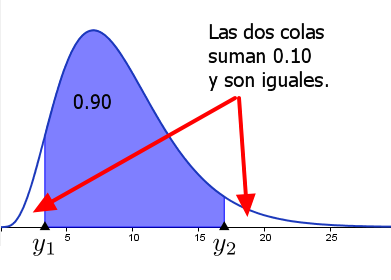 Las dos colas
suman 0.10
y son iguales.
0.90
5 10 15 20 25
y₁ y₂